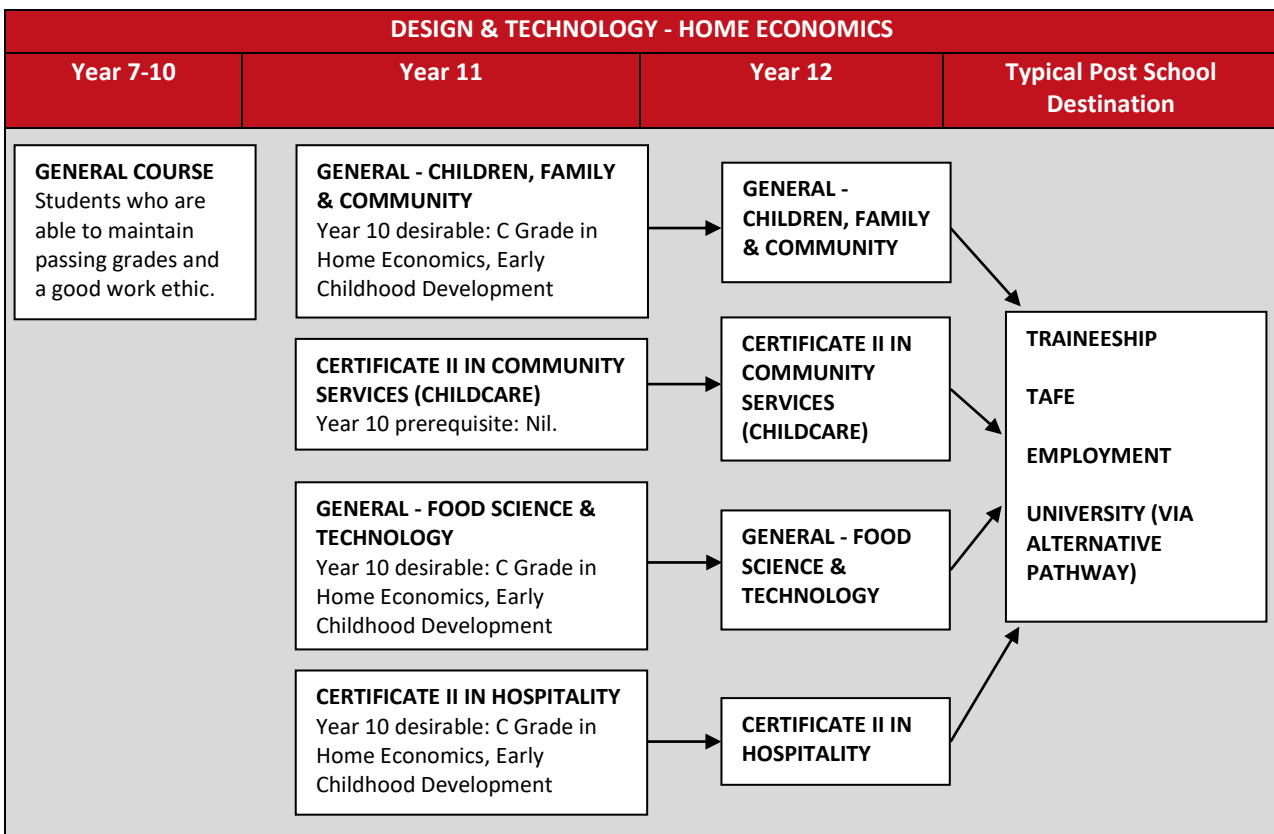 DESIGN & TECHNOLOGY - HOME ECONOMICS
Year 7-10
Year 11
Year 12
Typical Post School
Destination
GENERAL COURSE
Students who are
able to maintain
passing grades and
a good work ethic.
GENERAL - CHILDREN, FAMILY
& COMMUNITY
Year 10 desirable: C Grade in
Home Economics, Early
Childhood Development
CERTIFICATE II IN COMMUNITY
SERVICES (CHILDCARE)
Year 10 prerequisite: Nil.
GENERAL - FOOD SCIENCE &
TECHNOLOGY
Year 10 desirable: C Grade in
Home Economics, Early
Childhood Development
CERTIFICATE II IN HOSPITALITY
Year 10 desirable: C Grade in
Home Economics, Early
Childhood Development
GENERAL -
CHILDREN, FAMILY
& COMMUNITY
CERTIFICATE II IN
COMMUNITY
SERVICES
(CHILDCARE)
GENERAL - FOOD
SCIENCE &
TECHNOLOGY
CERTIFICATE II IN
HOSPITALITY
TRAINEESHIP
TAFE
EMPLOYMENT
UNIVERSITY (VIA
ALTERNATIVE
PATHWAY)